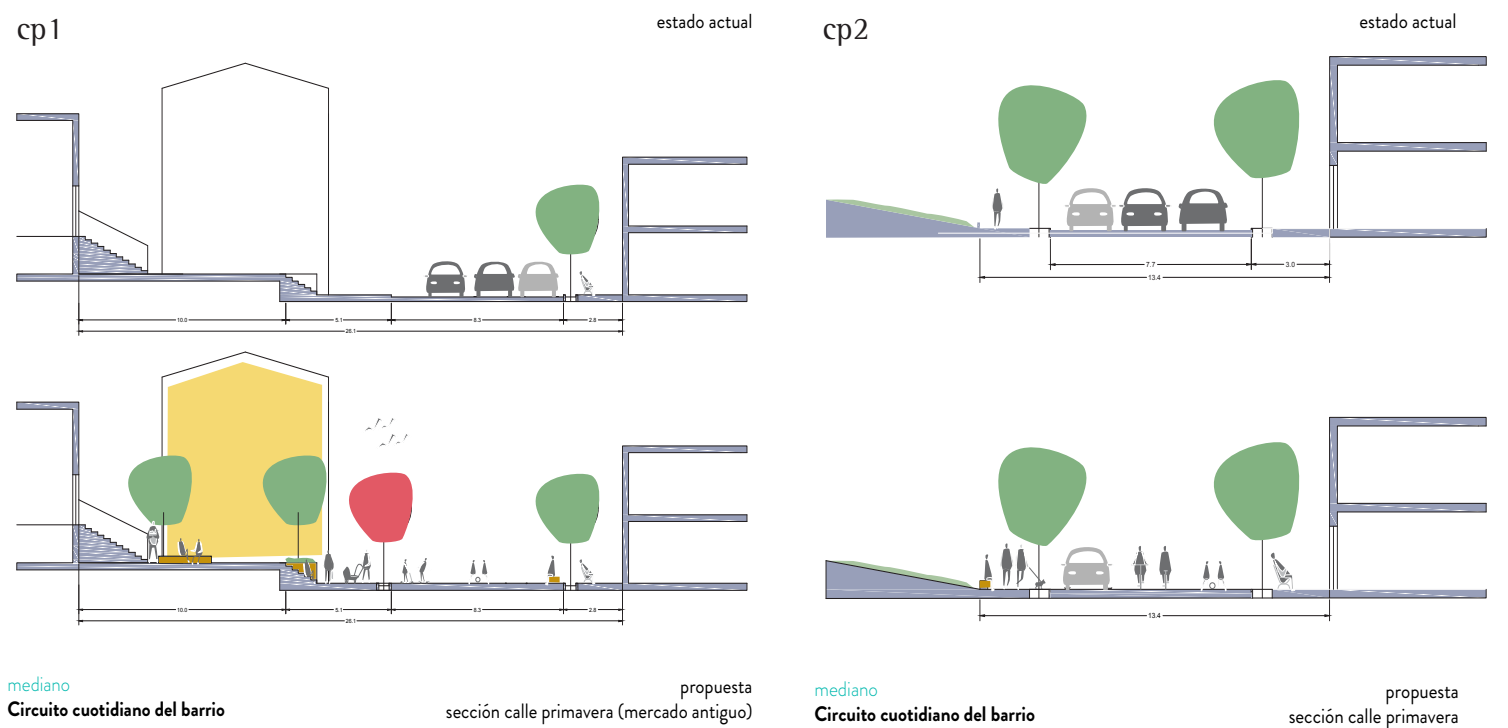 cp1
estado actual
10.0
5.1
8.3
2.8
26.1
10.0
5.1
8.3
2.8
26.1
mediano
Circuito cuotidiano del barrio
propuesta
sección calle primavera (mercado antiguo)
cp2
estado actual
7.7
3.0
13.4
13.4
mediano
Circuito cuotidiano del barrio
propuesta
sección calle primavera